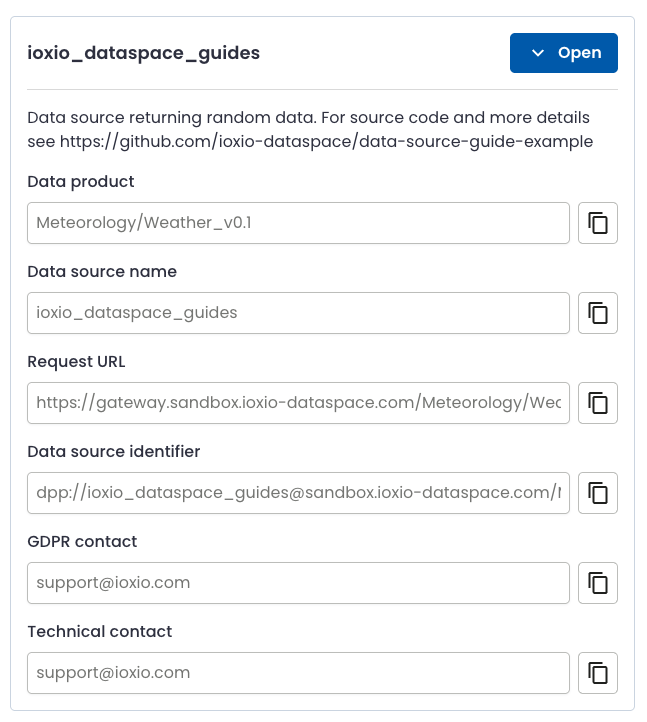 ioxio_dataspace_guides
Open
Data source returning random data. For source code and more details
see https://github.com/ioxio-dataspace/data-source-guide-example
Data product
Meteorology/Weather_v0.1
Data source name
ioxio_dataspace_guides
Request URL
https://gateway.sandbox.ioxio-dataspace.com/Meteorology/Wec
Data source identifier
dpp://ioxio_dataspace_guides@sandbox.ioxio-dataspace.com/
GDPR contact
support@ioxio.com
Technical contact
support@ioxio.com